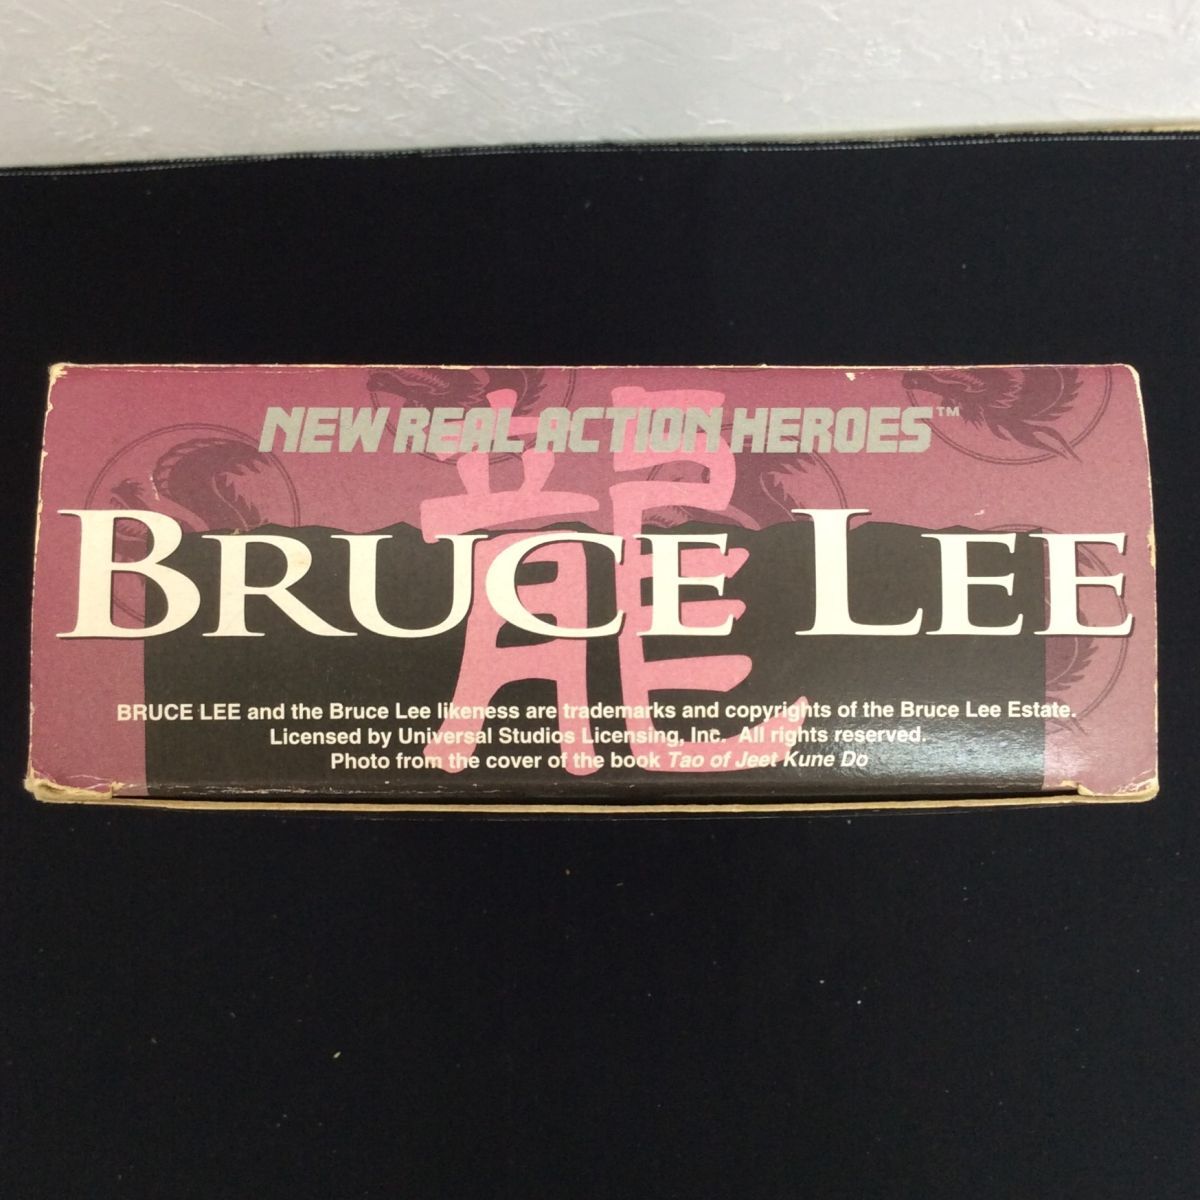 NEW REAL ACTION HEROES™
龍
BRUCE LEE
BRUCE LEE and the Bruce Lee likeness are trademarks and copyrights of the Bruce Lee Estate.
Licensed by Universal Studios Licensing, Inc. All rights reserved.
Photo from the cover of the book Tao of Jeet Kune Do